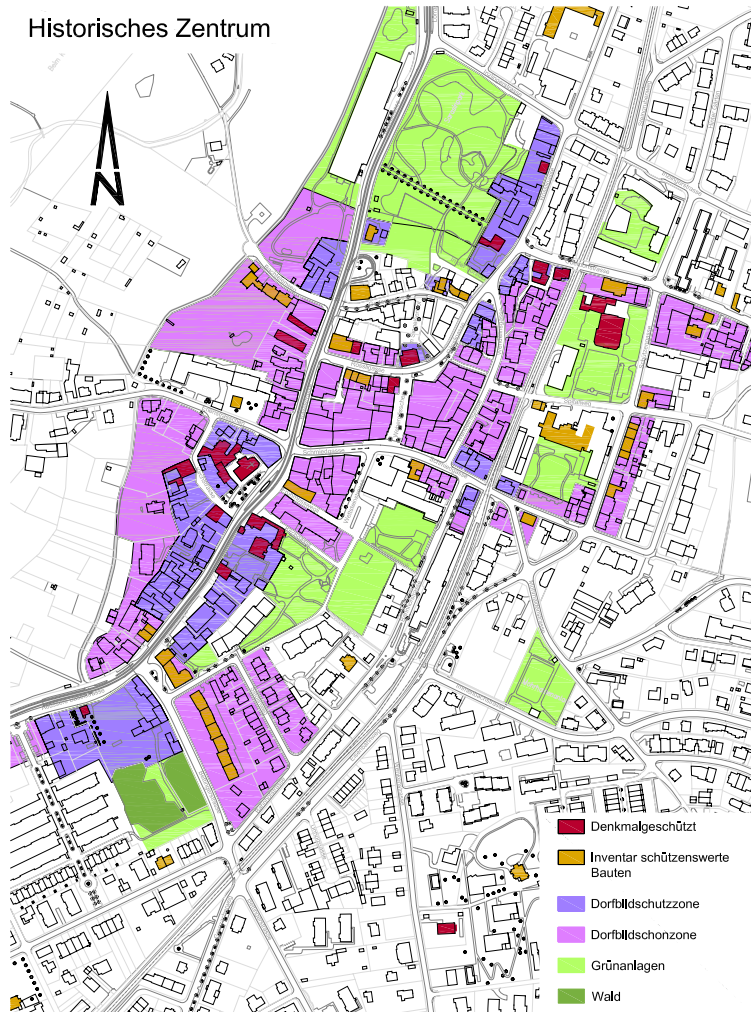 Historisches Zentrum
N
Denkmalgeschützt
Inventar schützenswerte
Bauten
Dorfbildschutzzone
Dorfbildschonzone
Grünanlagen
Wald